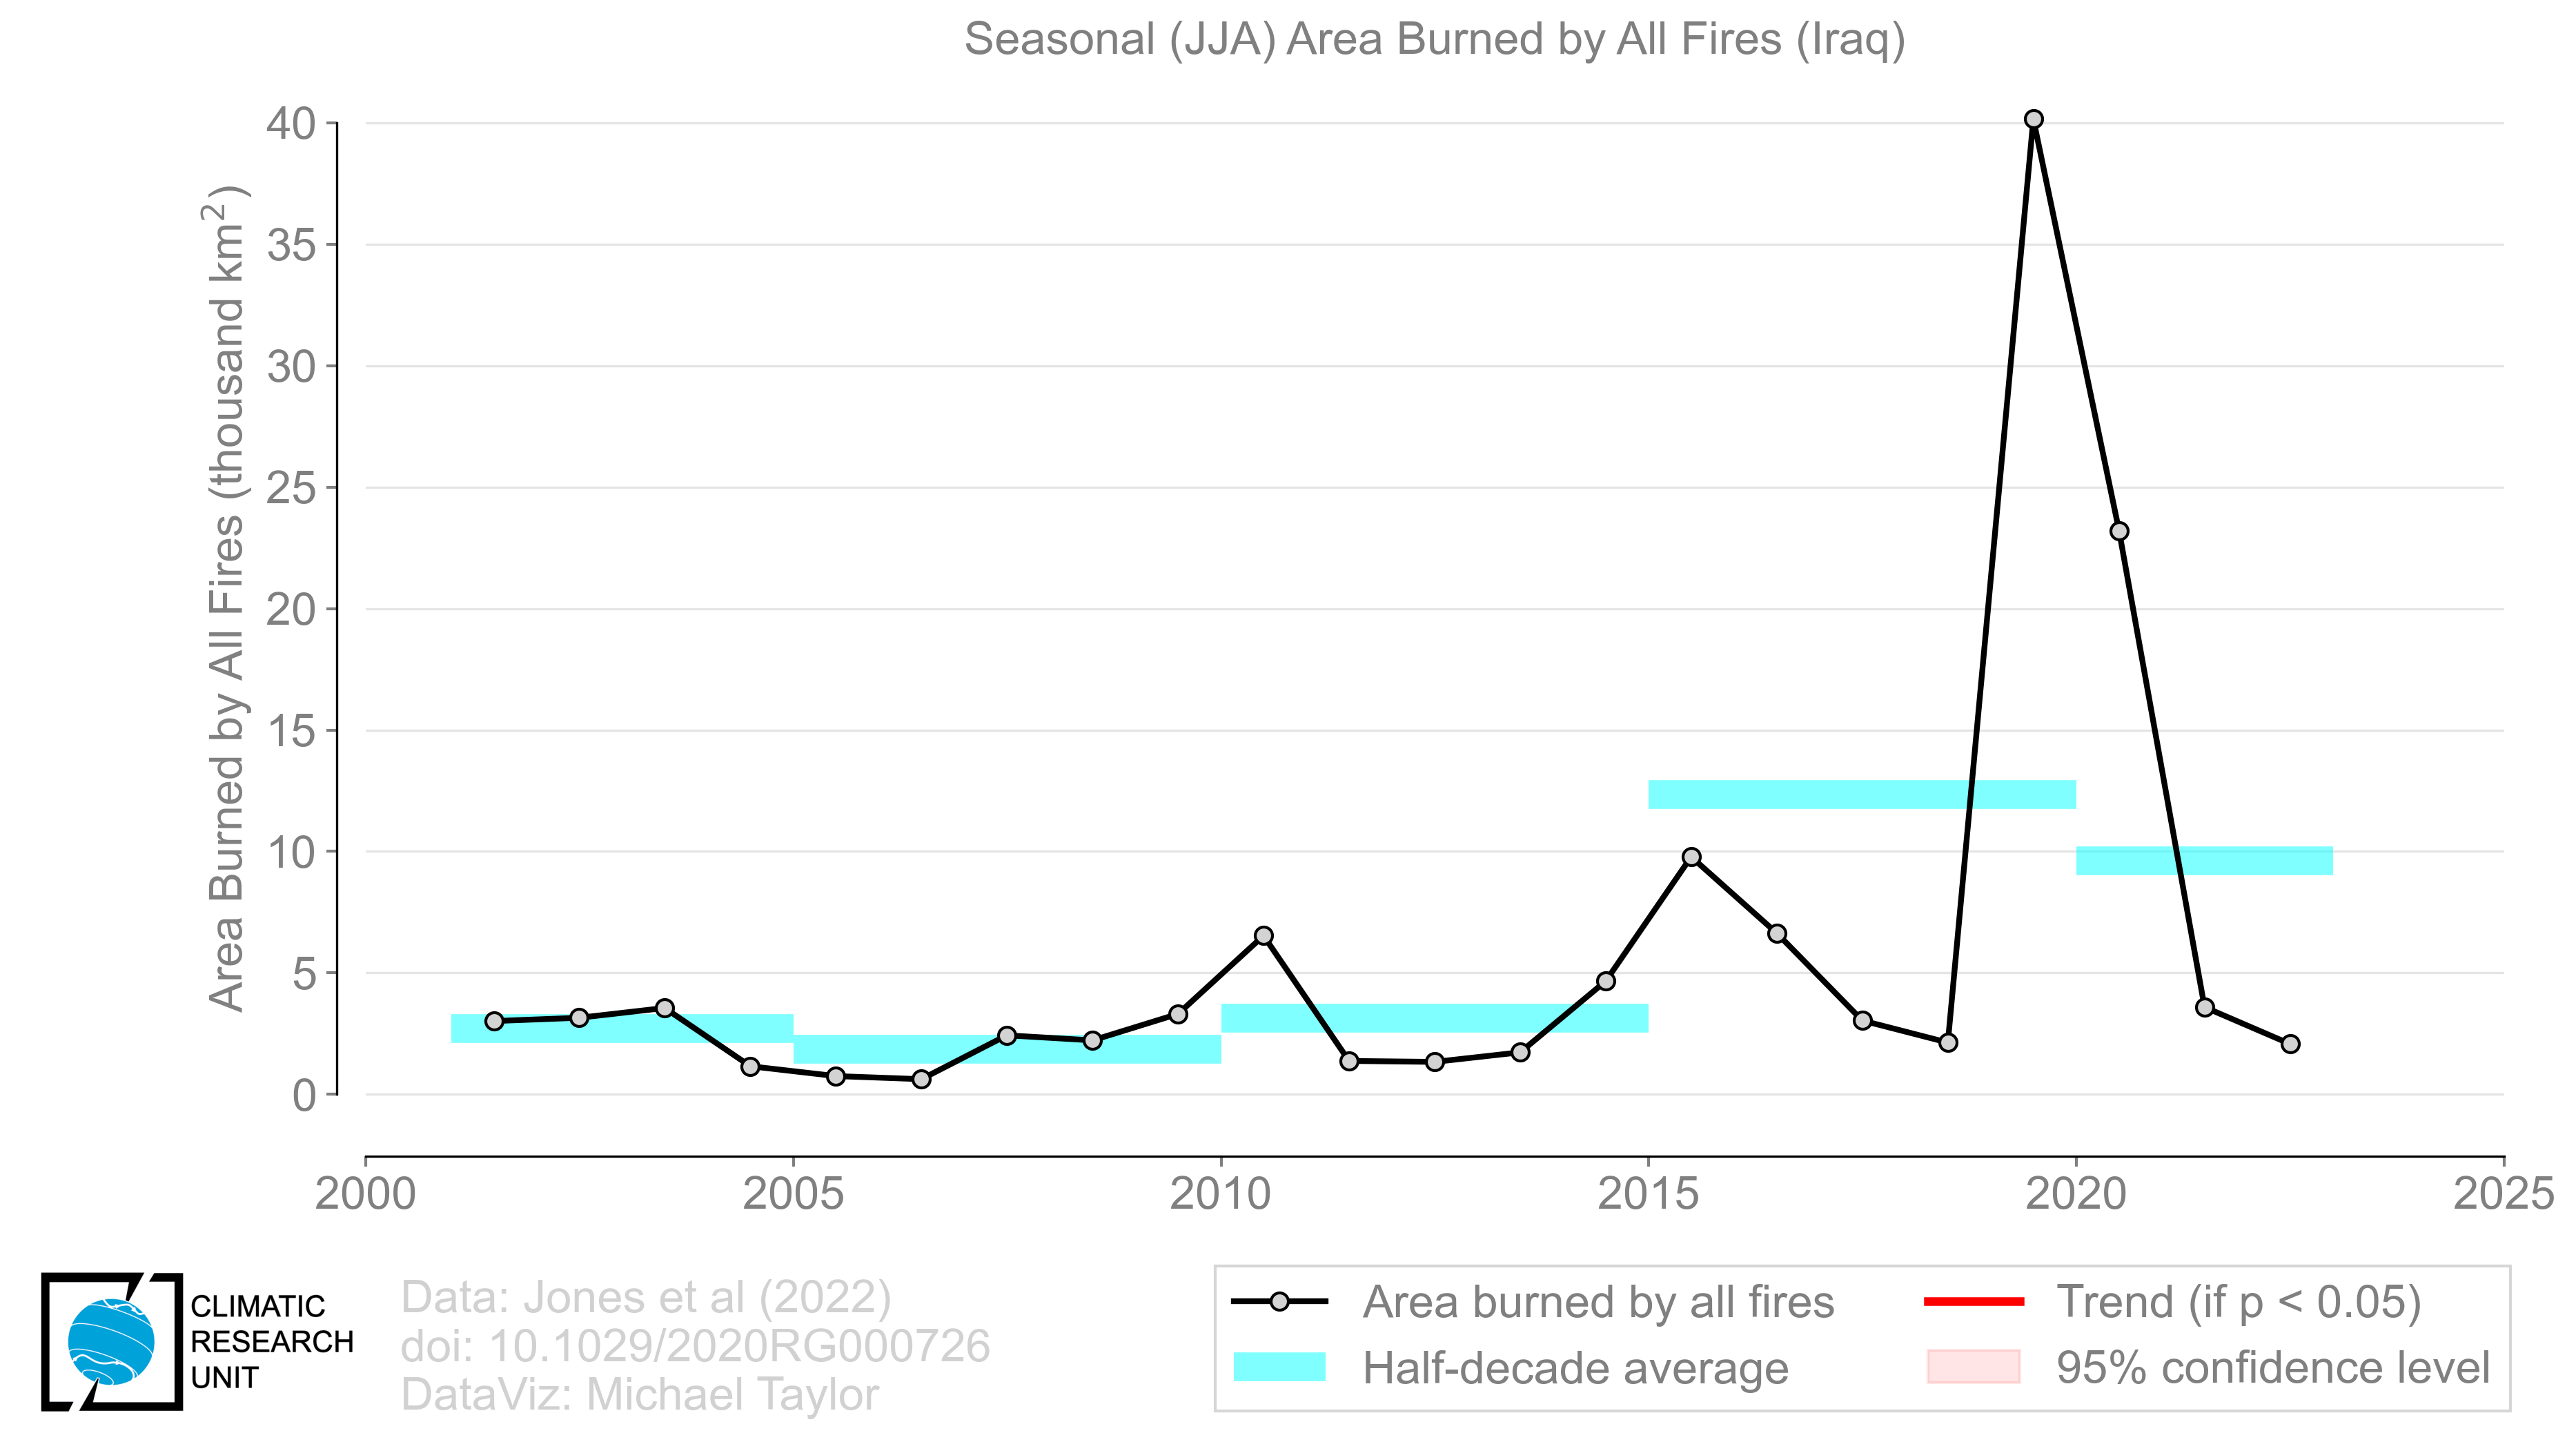 Seasonal (JJA) Area Burned by All Fires (Iraq)
Area Burned by All Fires (thousand km²)
40
35
30
25
20
15
10
5
0
2000 2005 2010 2015 2020 2025
CLIMATIC
RESEARCH
UNIT
Data: Jones et al (2022)
doi: 10.1029/2020RG000726
DataViz: Michael Taylor
Area burned by all fires
Half-decade average
Trend (if p < 0.05)
95% confidence level